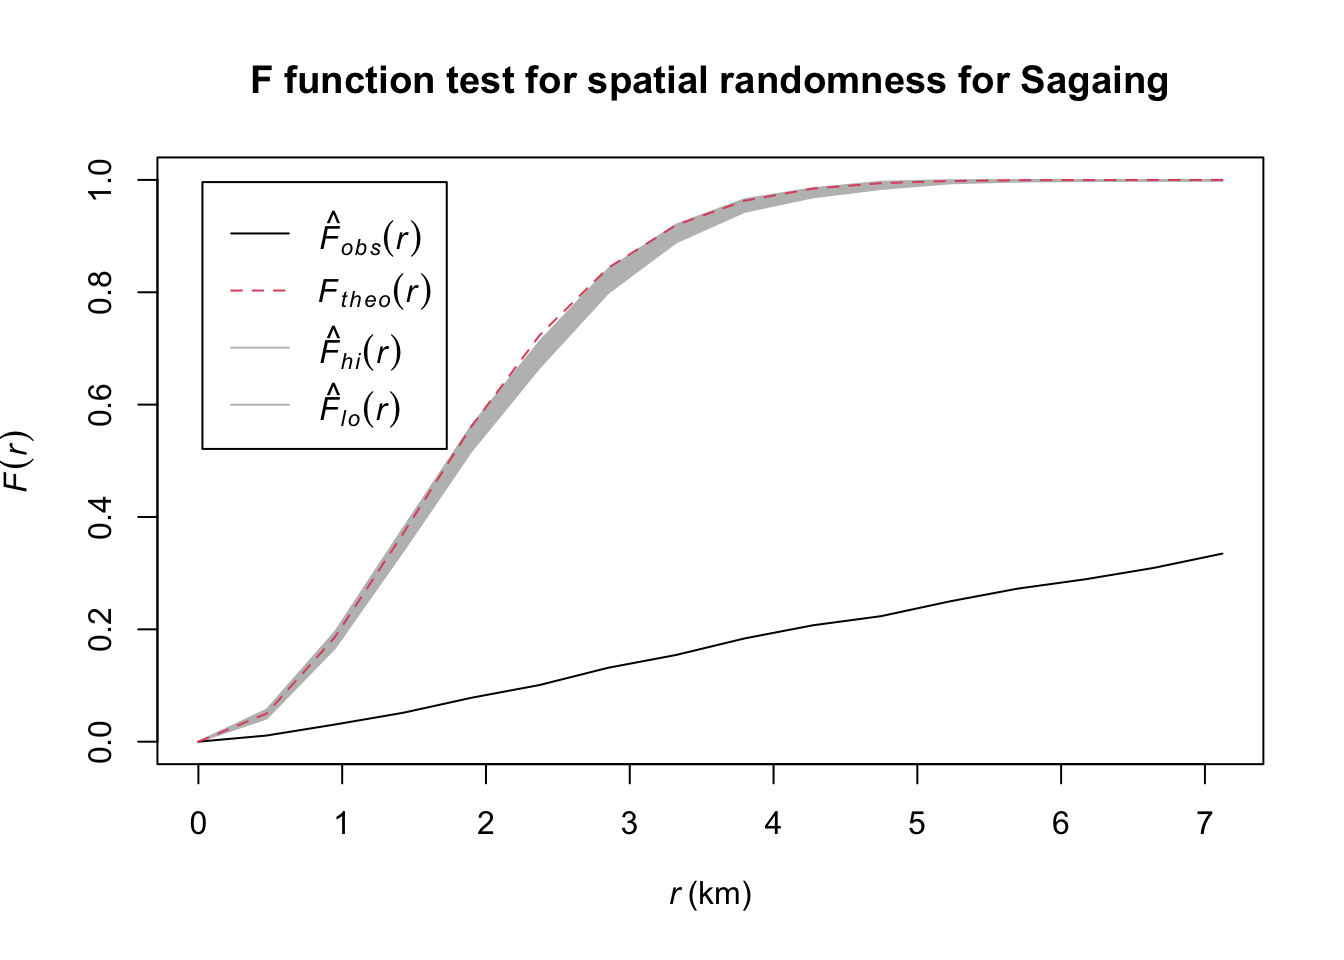 F function test for spatial randomness for Sagaing
F̂obs(r)
Ftheo(r)
F̂hi(r)
F̂lo(r)
F(r)
1.0
0.8
0.6
0.4
0.2
0.0
0 1 2 3 4 5 6 7
r (km)